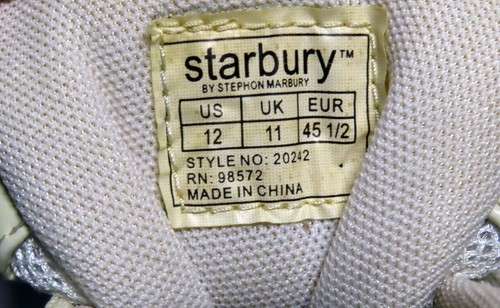 starbury™
BY STEPHON MARBURY
US UK EUR
12 11 45 1/2
STYLE NO: 20242
RN: 98572
MADE IN CHINA